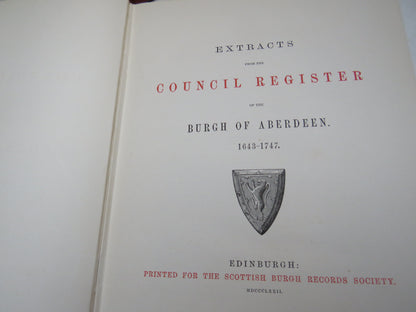 EXTRACTS
FROM THE
COUNCIL REGISTER
OF THE
BURGH OF ABERDEEN.
1643-1747.
EDINBURGH:
PRINTED FOR THE SCOTTISH BURGH RECORDS SOCIETY.
MDCCCLXXII.